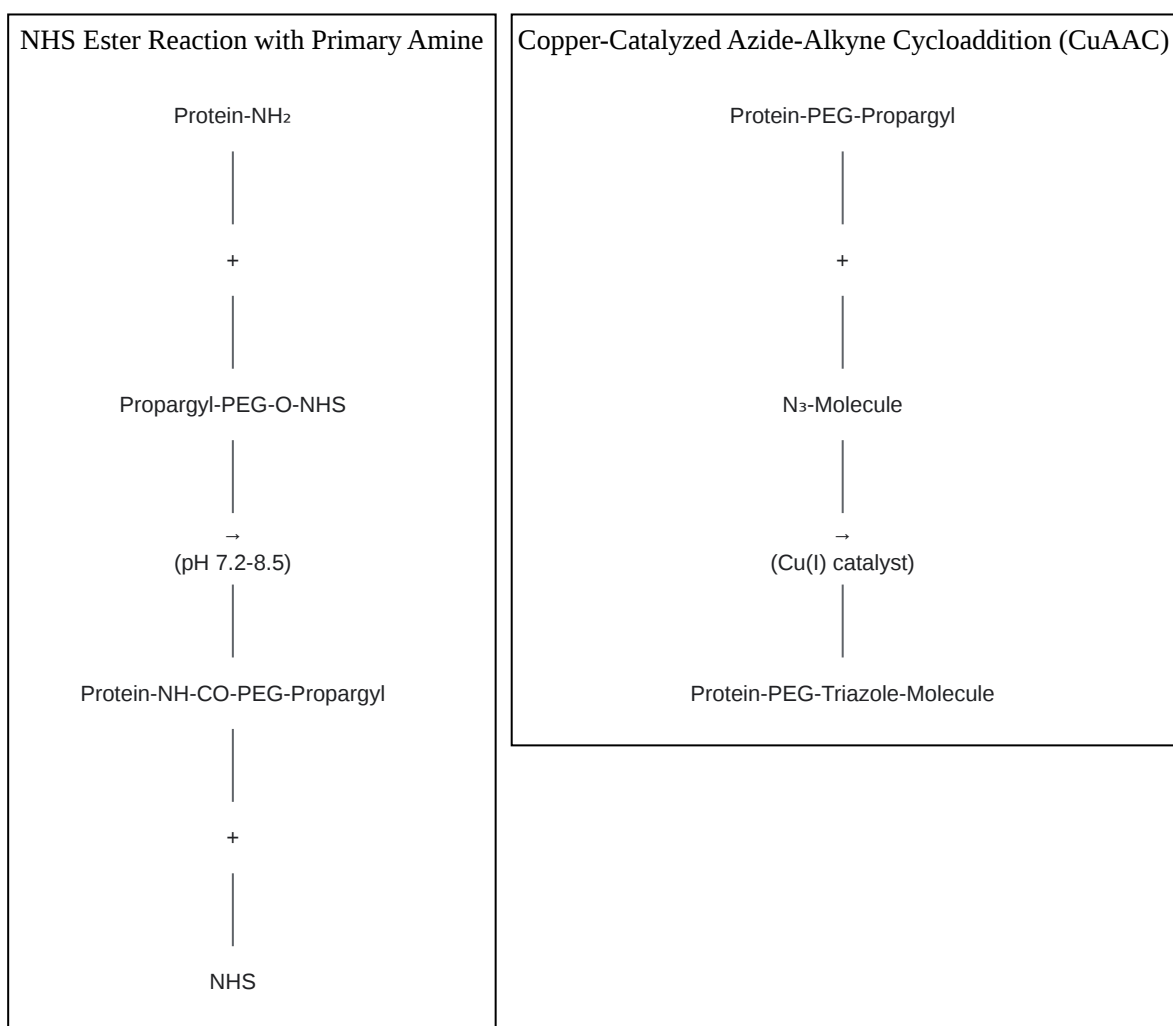 NHS Ester Reaction with Primary Amine
Protein-NH₂
+
Propargyl-PEG-O-NHS
→
(pH 7.2-8.5)
Protein-NH-CO-PEG-Propargyl
+
NHS
Copper-Catalyzed Azide-Alkyne Cycloaddition (CuAAC)
Protein-PEG-Propargyl
+
N₃-Molecule
→
(Cu(I) catalyst)
Protein-PEG-Triazole-Molecule